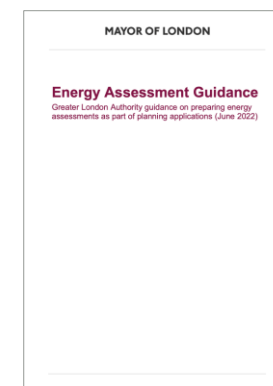 MAYOR OF LONDON
Energy Assessment Guidance
Greater London Authority guidance on preparing energy
assessments as part of planning applications (June 2022)